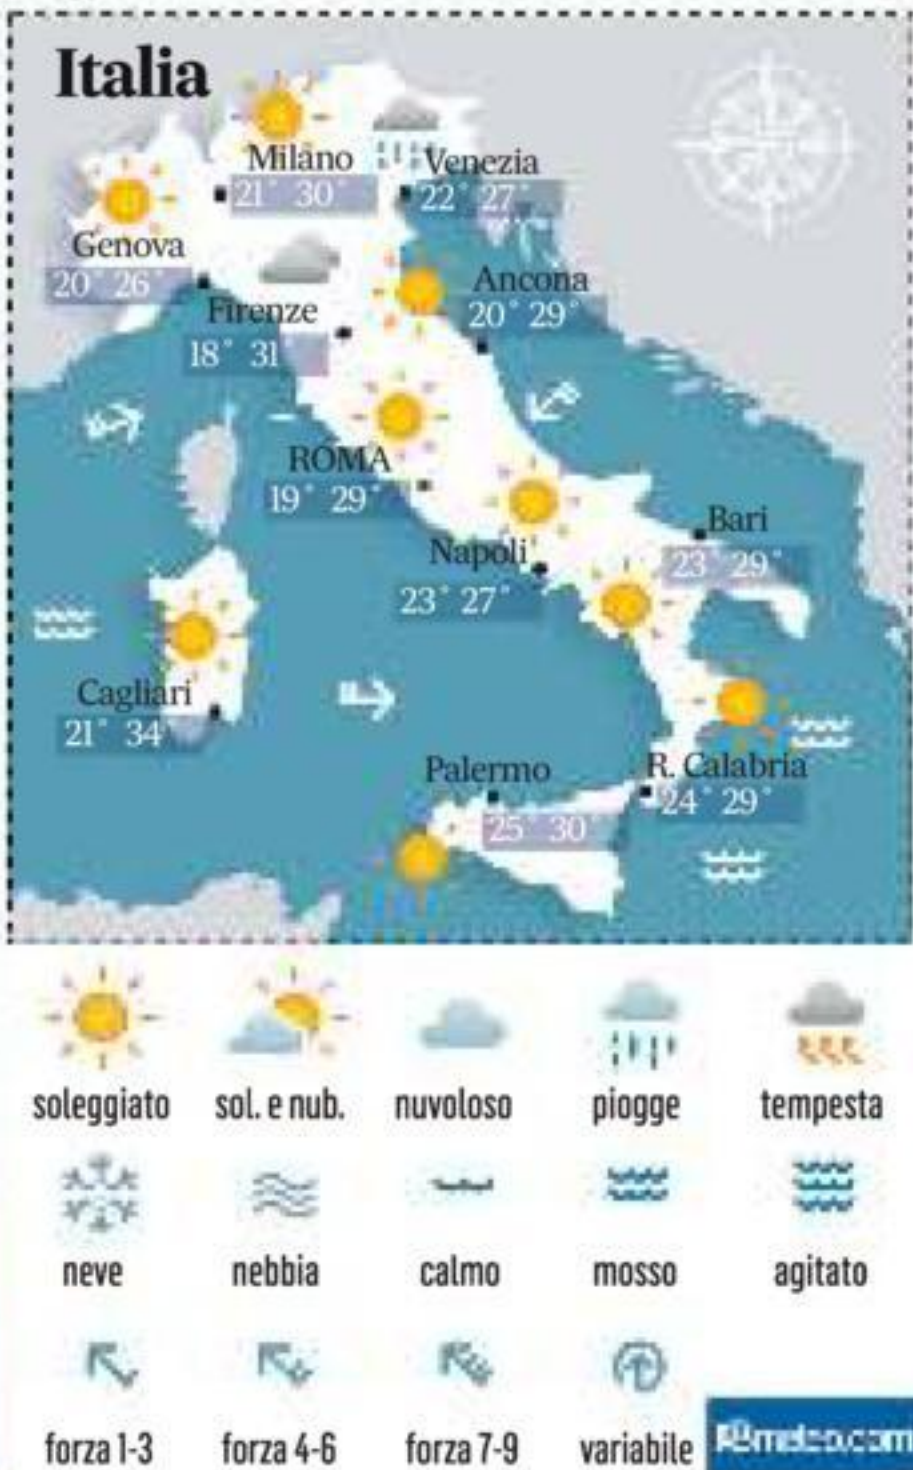 Italia
Milano
21° 30°
Venezia
22° 27°
Genova
20° 26°
Ancona
20° 29°
Firenze
18° 31°
ROMA
19° 29°
Bari
23° 29°
Napoli
23° 27°
Cagliari
21° 34°
Palermo
25° 30°
R. Calabria
24° 29°
soleggiato
sol. e nub.
nuvoloso
piogge
tempesta
neve
nebbia
calmo
mosso
agitato
forza 1-3
forza 4-6
forza 7-9
variabile